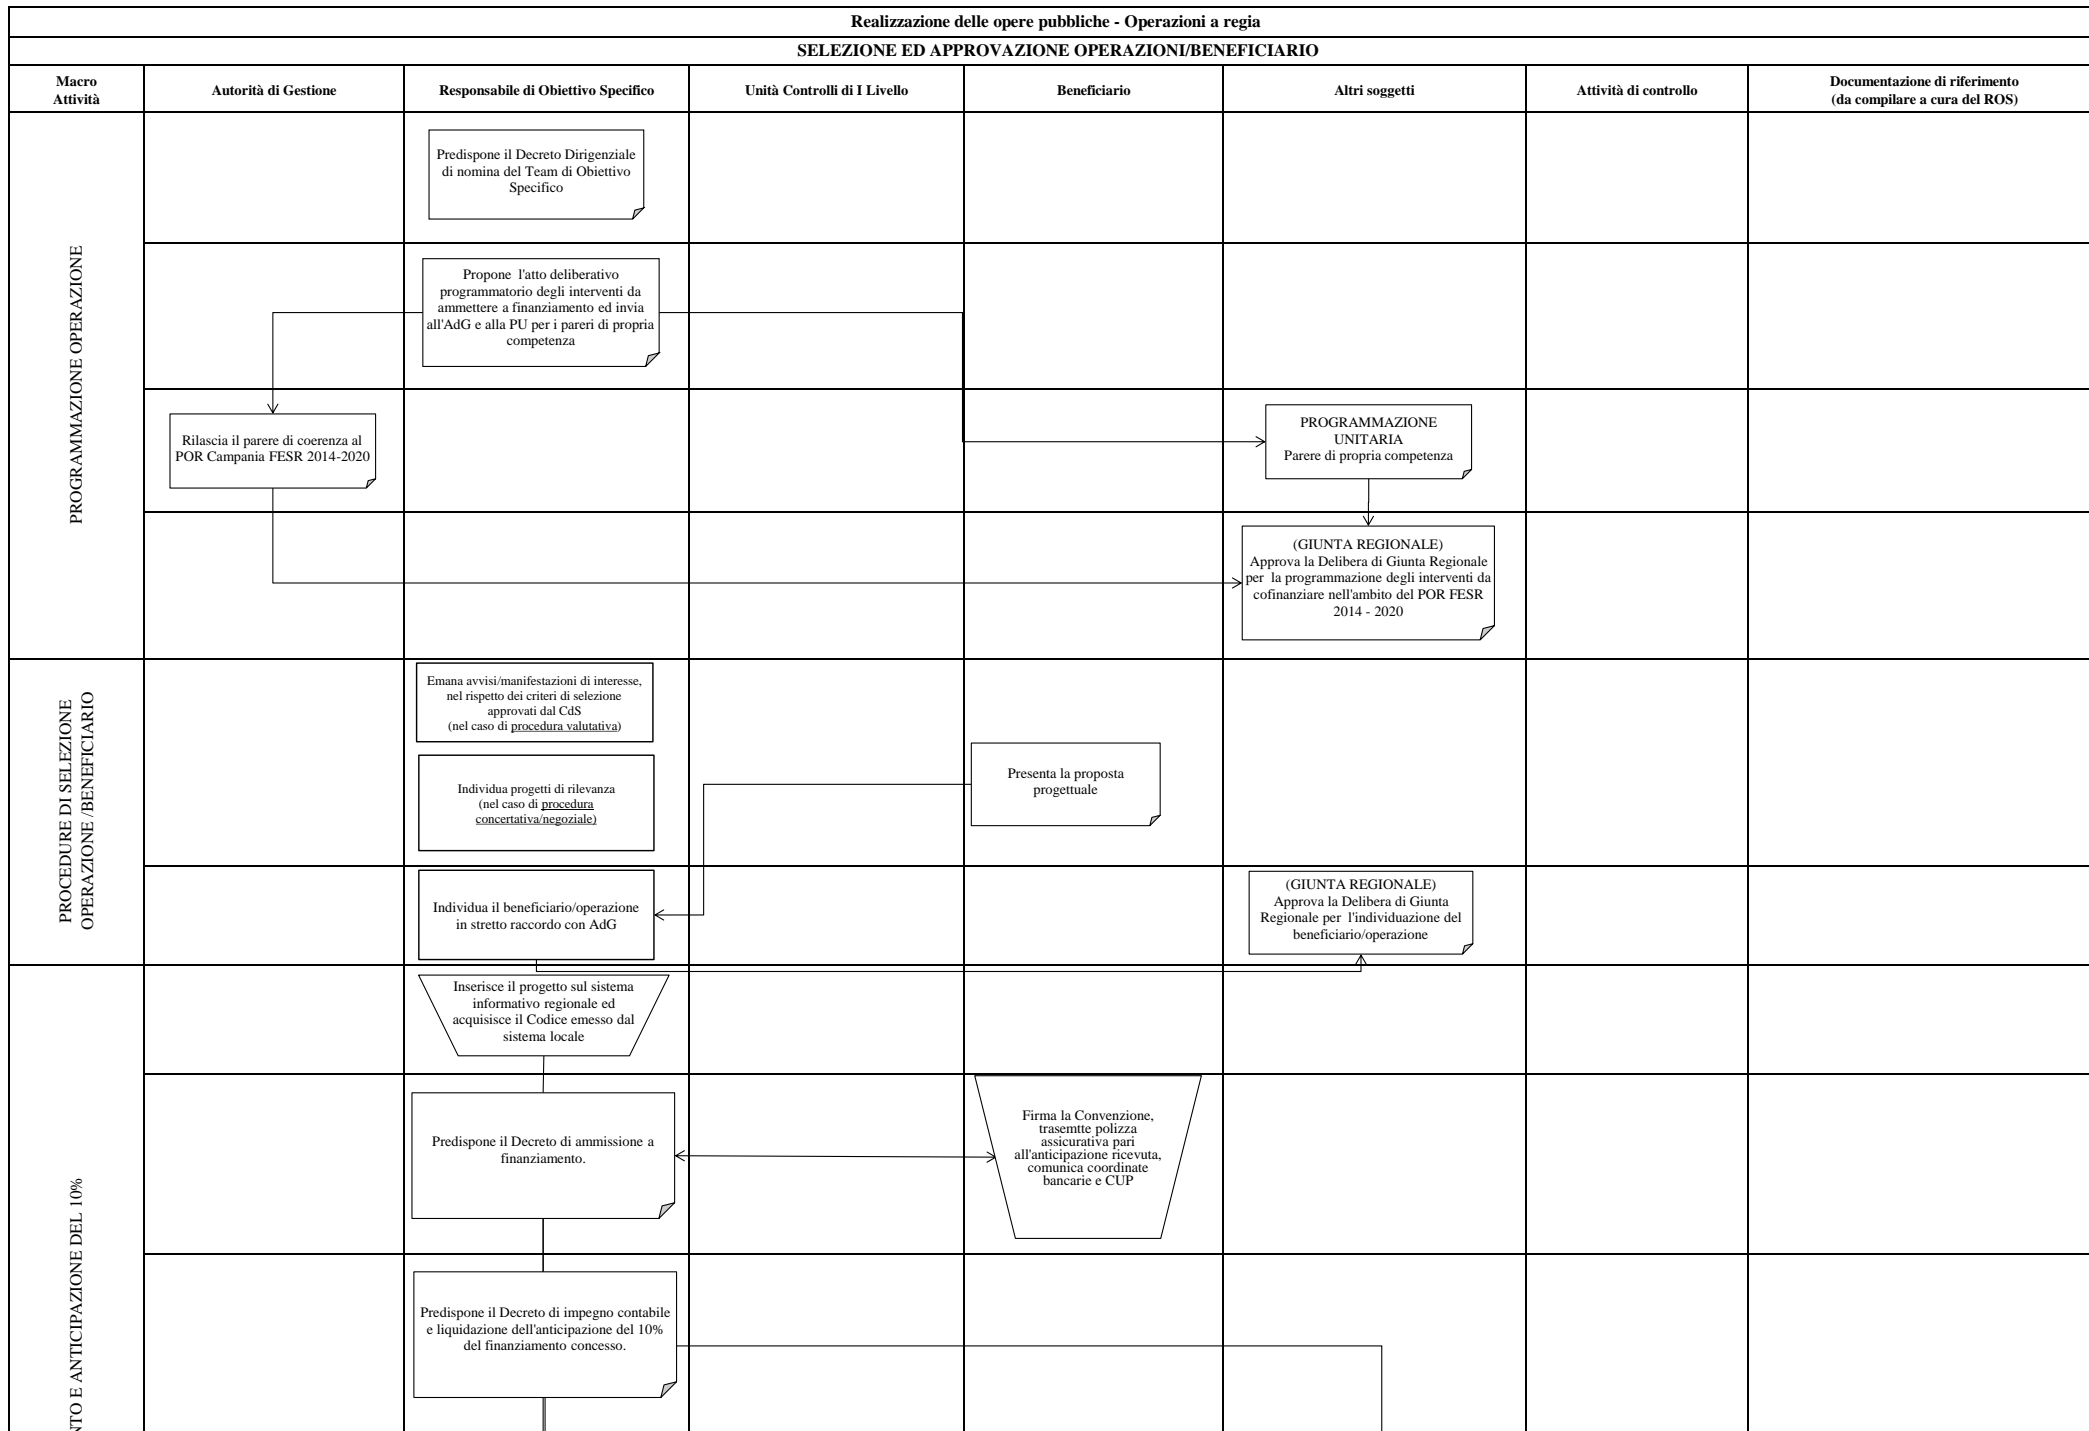 Realizzazione delle opere pubbliche - Operazioni a regia
SELEZIONE ED APPROVAZIONE OPERAZIONI/BENEFICIARIO
Macro
Attività
Autorità di Gestione
Responsabile di Obiettivo Specifico
Unità Controlli di I Livello
Beneficiario
Altri soggetti
Attività di controllo
Documentazione di riferimento
(da compilare a cura del ROS)
PROGRAMMAZIONE OPERAZIONE
Predispone il Decreto Dirigenziale
di nomina del Team di Obiettivo
Specifico
Propone l'atto deliberativo
programmatorio degli interventi da
ammettere a finanziamento ed invia
all'AdG e alla PU per i pareri di propria
competenza
Rilascia il parere di coerenza al
POR Campania FESR 2014-2020
PROGRAMMAZIONE
UNITARIA
Parere di propria competenza
(GIUNTA REGIONALE)
Approva la Delibera di Giunta Regionale
per la programmazione degli interventi da
cofinanziare nell'ambito del POR FESR
2014 - 2020
PROCEDURE DI SELEZIONE
OPERAZIONE /BENEFICIARIO
Emana avvisi/manifestazioni di interesse,
nel rispetto dei criteri di selezione
approvati dal CdS
(nel caso di procedura valutativa)
Individua progetti di rilevanza
(nel caso di procedura
concertativa/negoziale)
Presenta la proposta
progettuale
Individua il beneficiario/operazione
in stretto raccordo con AdG
(GIUNTA REGIONALE)
Approva la Delibera di Giunta
Regionale per l'individuazione del
beneficiario/operazione
NTO E ANTICIPAZIONE DEL 10%
Inserisce il progetto sul sistema
informativo regionale ed
acquisisce il Codice emesso dal
sistema locale
Predispone il Decreto di ammissione a
finanziamento.
Firma la Convenzione,
trasemtte polizza
assicurativa pari
all'anticipazione ricevuta,
comunica coordinate
bancarie e CUP
Predispone il Decreto di impegno contabile
e liquidazione dell'anticipazione del 10%
del finanziamento concesso.